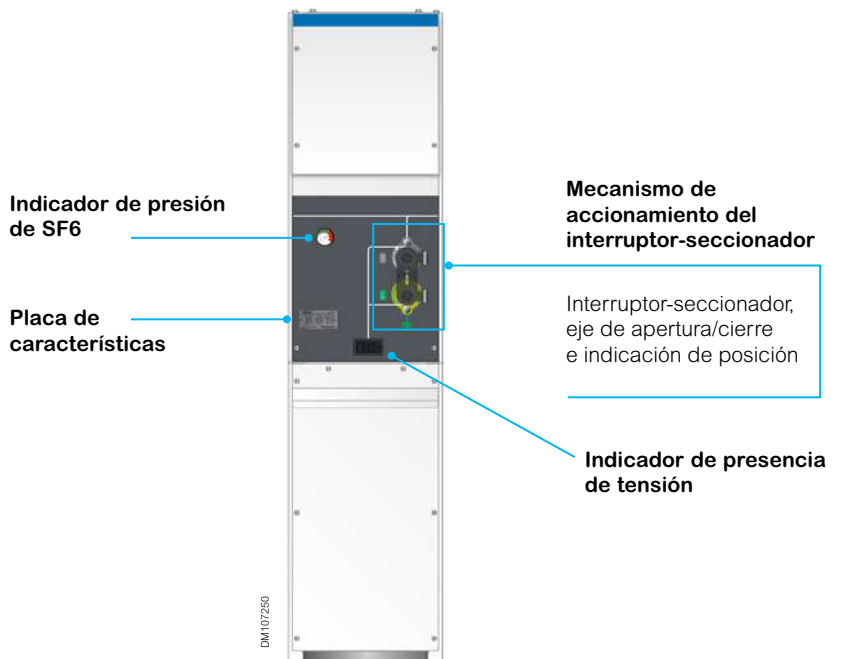 Indicador de presión
de SF6
Placa de
características
Mecanismo de
accionamiento del
interruptor-seccionador
Interruptor-seccionador,
eje de apertura/cierre
e indicación de posición
Indicador de presencia
de tensión
DM107250